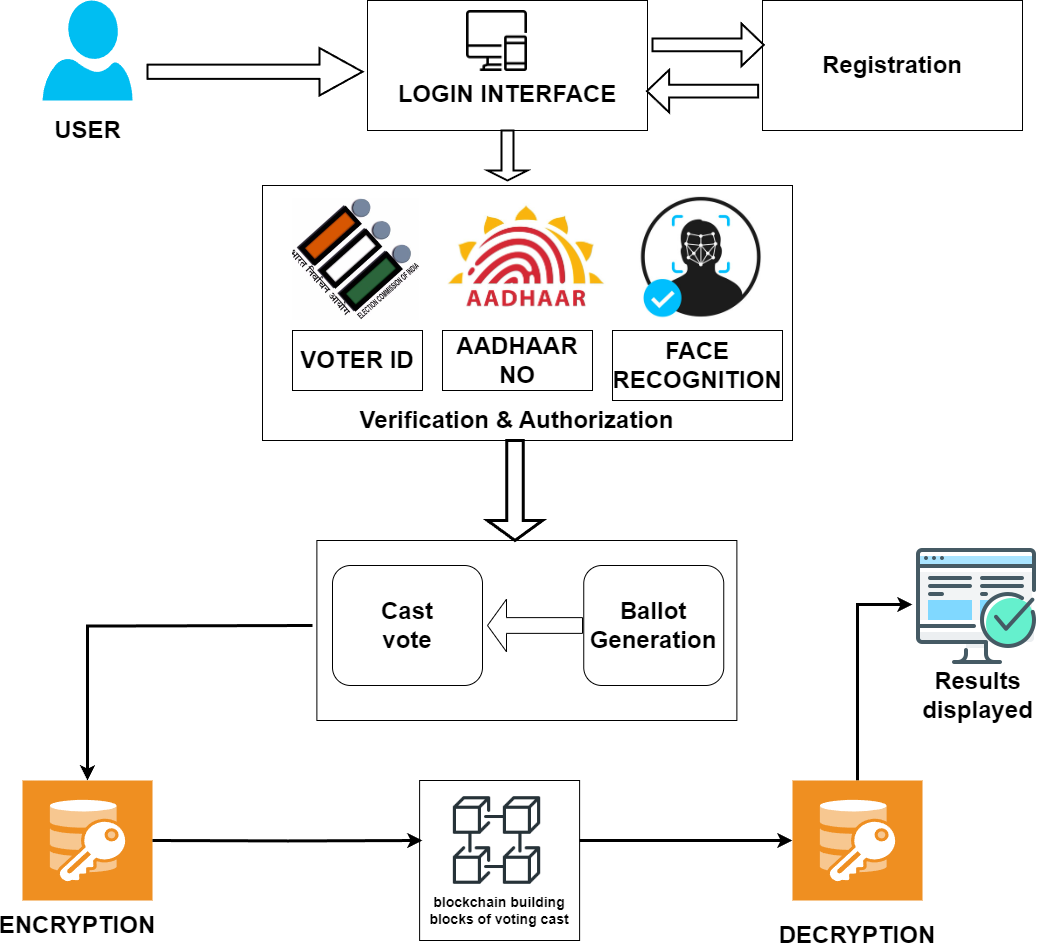 USER
LOGIN INTERFACE
Registration
भारत निर्वाचन आयोग
ELECTION COMMISSION OF INDIA
AADHAAR
VOTER ID
AADHAAR
NO
FACE
RECOGNITION
Verification & Authorization
Cast
vote
Ballot
Generation
Results
displayed
ENCRYPTION
blockchain building
blocks of voting cast
DECRYPTION